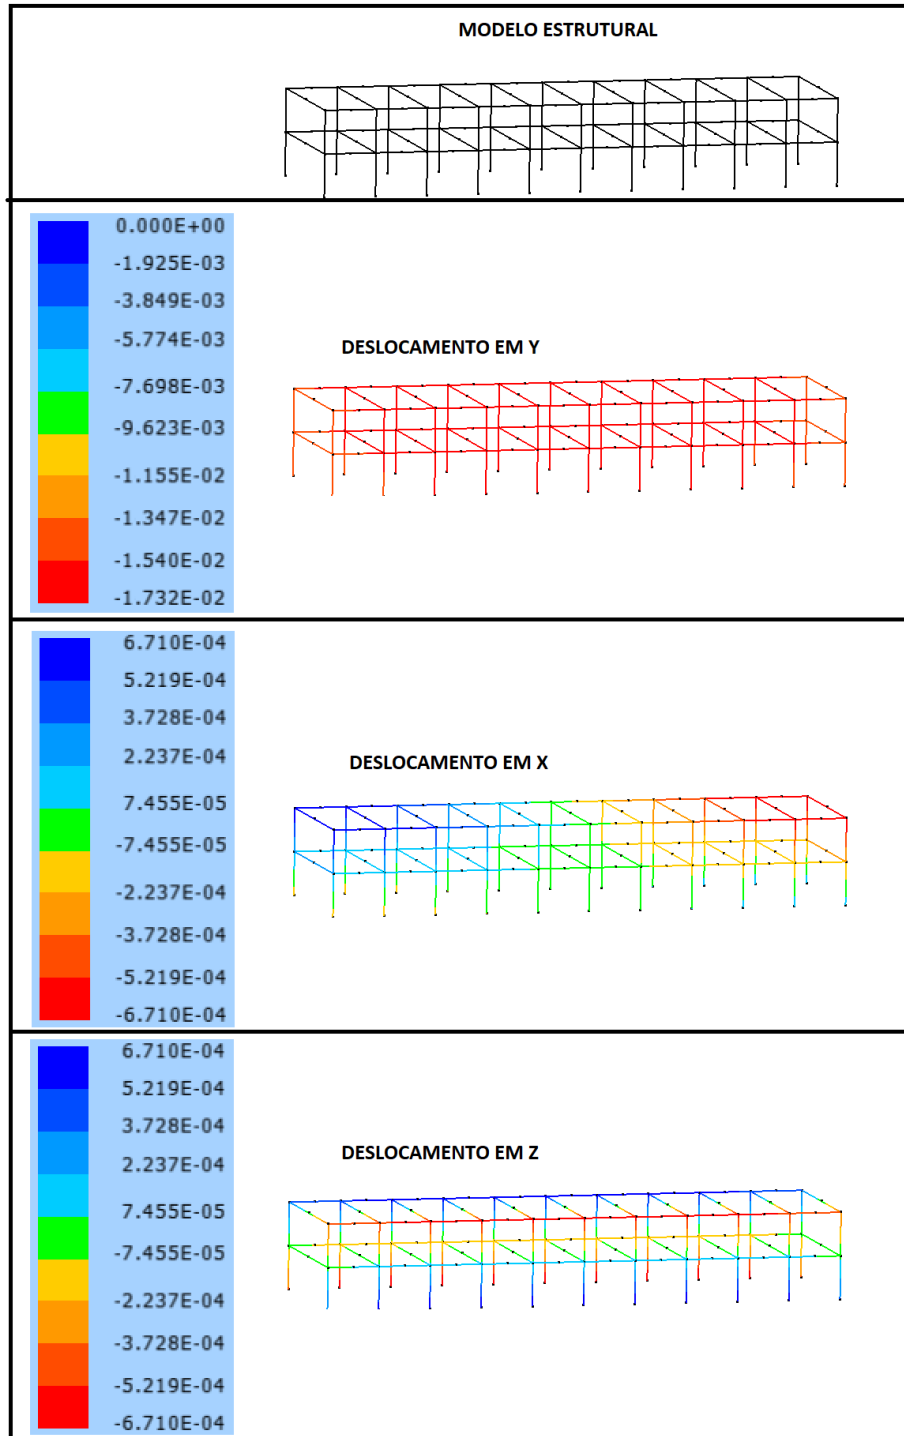 MODELO ESTRUTURAL
0.000E+00
-1.925E-03
-3.849E-03
-5.774E-03
-7.698E-03
-9.623E-03
-1.155E-02
-1.347E-02
-1.540E-02
-1.732E-02
DESLOCAMENTO EM Y
6.710E-04
5.219E-04
3.728E-04
2.237E-04
7.455E-05
-7.455E-05
-2.237E-04
-3.728E-04
-5.219E-04
-6.710E-04
DESLOCAMENTO EM X
6.710E-04
5.219E-04
3.728E-04
2.237E-04
7.455E-05
-7.455E-05
-2.237E-04
-3.728E-04
-5.219E-04
-6.710E-04
DESLOCAMENTO EM Z